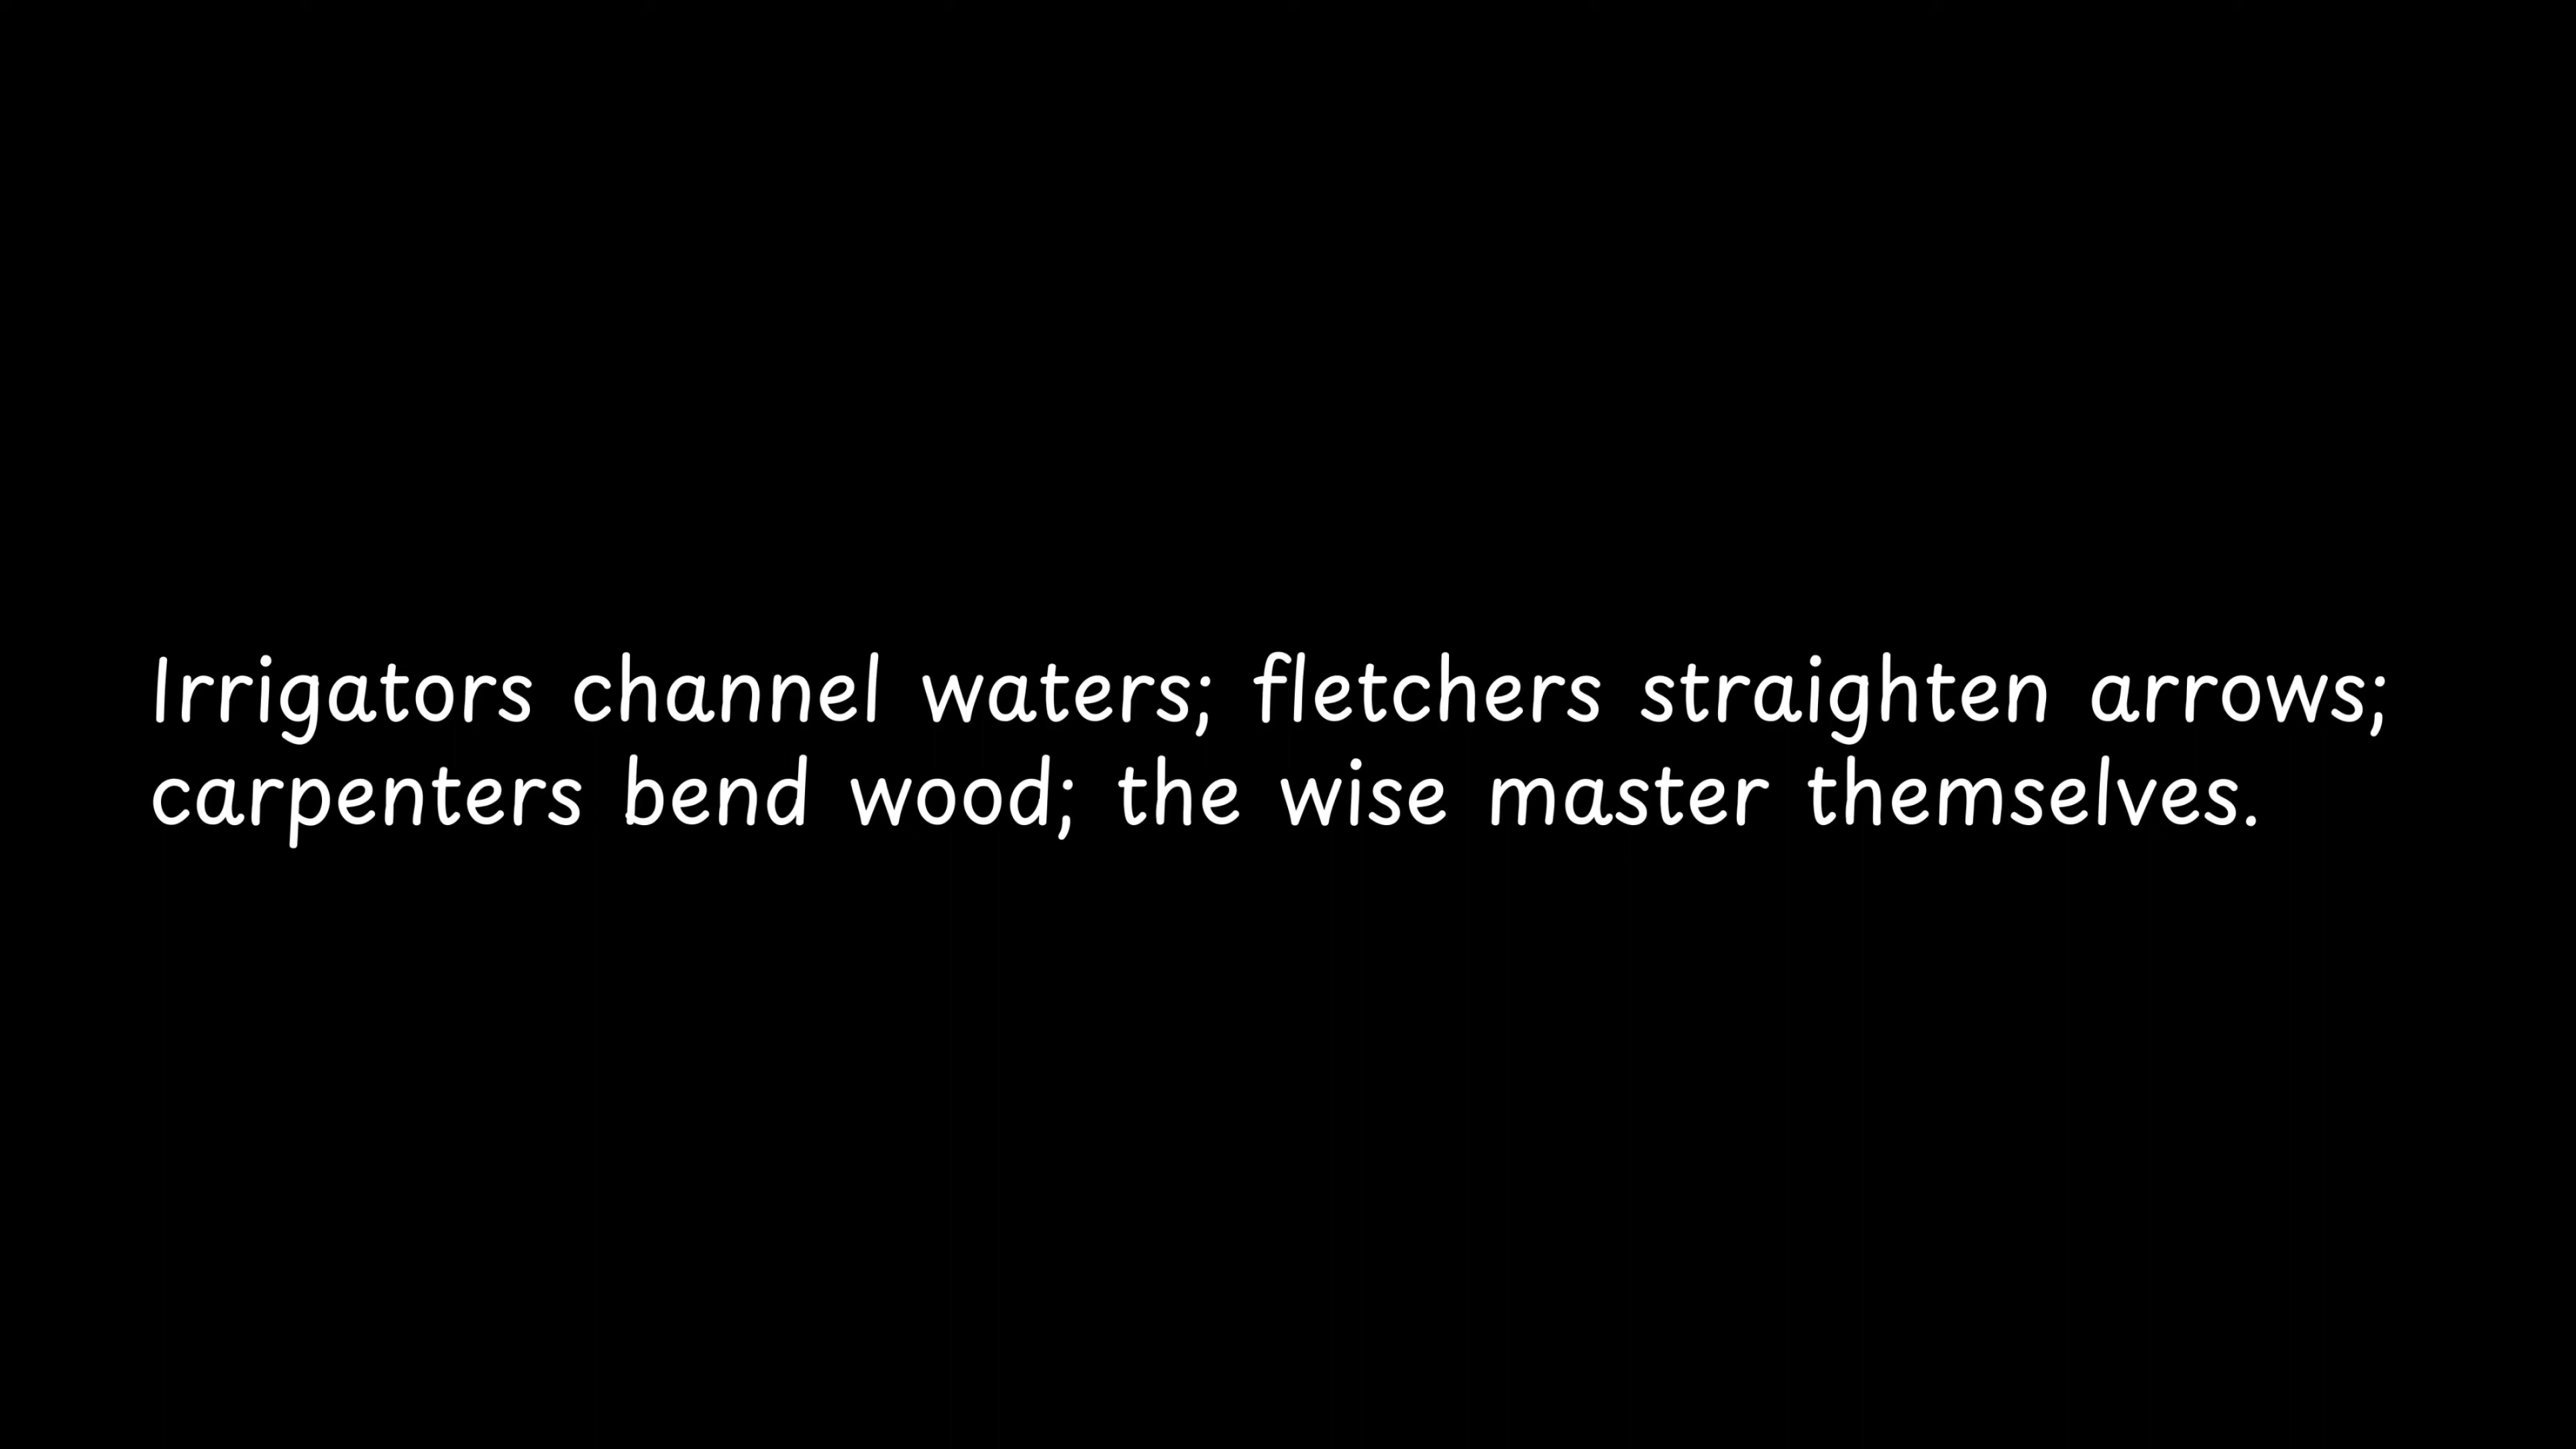 Irrigators channel waters; fletchers straighten arrows;
carpenters bend wood; the wise master themselves.